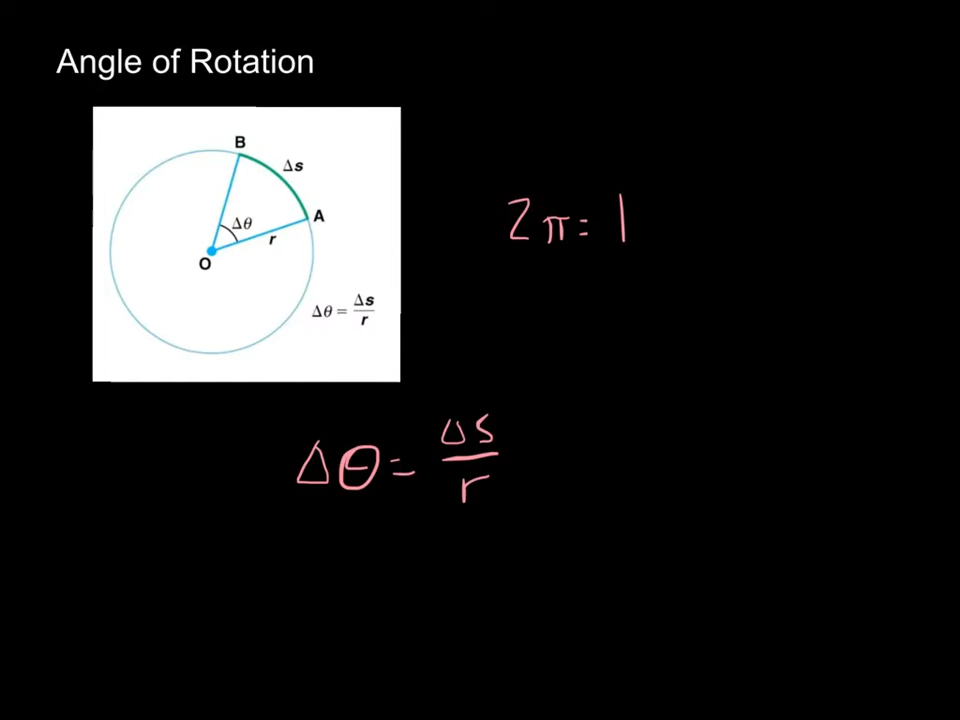 Angle of Rotation
B
Δs
A
Δθ
r
O
Δθ = Δs/r
2π = 1
Δθ = Δs/r